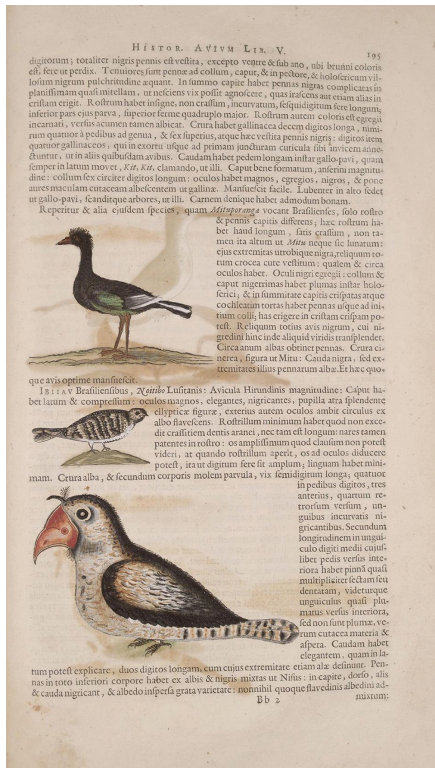 HISTOR. AVIVM LIB. V. 195
digitorum; totaliter nigris pennis est vestita, excepto ventre & sub ano, ubi brunni coloris
est, fere ut perdix. Tenuiores sunt pennæ ad collum, caput, & in pectore, & holosericum vil-
losum nigrum pulchritudine æquant. In summo capite habet pennas nigras complicatas in
planissimam quasi mitellam, ut nesciens vix possit agnoscere, quas irascens aut etiam alias in
cristam erigit. Rostrum habet insigne, non crassum, incurvatum, sesquidigitum fere longum,
inferior pars ejus parva, superior ferme quadruplo major. Rostrum autem coloris est egregii
incarnati, versus acumen tamen albicat. Crura habet gallinacea decem digitos longa, nimi-
rum quatuor à pedibus ad genua, & sex superius, atque hæc vestita pennis nigris: digitos item
quatuor gallinaceos, qui in exortu usque ad primam juncturam cuticula sibi invicem anne-
ctuntur, ut in aliis quibusdam avibus. Caudam habet pedem longam instar gallo-pavi, quam
semper in latum movet, Kit, Kit, clamando, ut illi. Caput bene formatum, anserini magnitu-
dine: collum sex circiter digitos longum: oculos habet magnos, egregios, nigros, & pone
aures maculam cutaceam albescentem ut gallinæ. Mansuescit facile. Lubenter in alto sedet
ut gallo-pavi, scanditque arbores, ut illi. Carnem denique habet admodum bonam.
Reperitur & alia ejusdem species, quam Mituporanga vocant Brasilienses, solo rostro
& pennis capitis differens; hæc rostrum ha-
bet haud longum, satis crassum, non ta-
men ita altum ut Mitu neque sic lunatum:
ejus extremitas utrobique nigra, reliquum to-
tum crocea cute vestitum: qualem & circa
oculos habet. Oculi nigri egregii: collum &
caput nigerrimas habet plumas instar holo-
serici; & in summitate capitis crispatas atque
cochlearum tortas habet pennas usque ad ini-
tium colli; has erigere in cristam crispam po-
test. Reliquum totius avis nigrum, cui ni-
gredini hinc inde aliquid viridis transplendet.
Circa anum albas obtinet pennas. Crura ci-
nerea, figura ut Mitu: Cauda nigra, sed ex-
tremitates illius pennarum albæ. Et hæc quo-
que avis optime mansuescit.
IBIIAV Brasiliensibus, Noitibo Lusitanis: Avicula Hirundinis magnitudine; Caput ha-
bet latum & compressum: oculos magnos, elegantes, nigricantes, pupilla atra splendente
ellypticæ figuræ, exterius autem oculos ambit circulus ex
albo flavescens. Rostrillum minimum habet quod non exce-
dit crassitiem dentis aranei, nec tam est longum: nares tamen
patentes in rostro: os amplissimum quod clausum non potest
videri, at quando rostrillum aperit, os ad oculos diducere
potest, ita ut digitum fere sit amplum; linguam habet mini-
mam. Crura alba, & secundum corporis molem parvula, vix semidigitum longa; quatuor
in pedibus digitos, tres
anterius, quartum re-
trorsum versum, un-
guibus incurvatis ni-
gricantibus. Secundum
longitudinem in ungui-
culo digiti medii cujus-
libet pedis versus inte-
riora habet pinnâ quasi
multipliciter sectam seu
dentatam, videturque
unguiculus quasi plu-
matus versus interiora,
sed non sunt plumæ, ve-
rum cutacea materia &
aspera. Caudam habet
elegantem, quam in la-
tum potest explicare, duos digitos longam, cum cujus extremitate etiam alæ desinunt. Pen-
nas in toto inferiori corpore habet ex albis & nigris mixtas ut Nisus: in capite, dorso, alis
& cauda nigricant, & albedo inspersa grata varietate: nonnihil quoque flavedinis albedini ad-
Bb 2 mixtum: